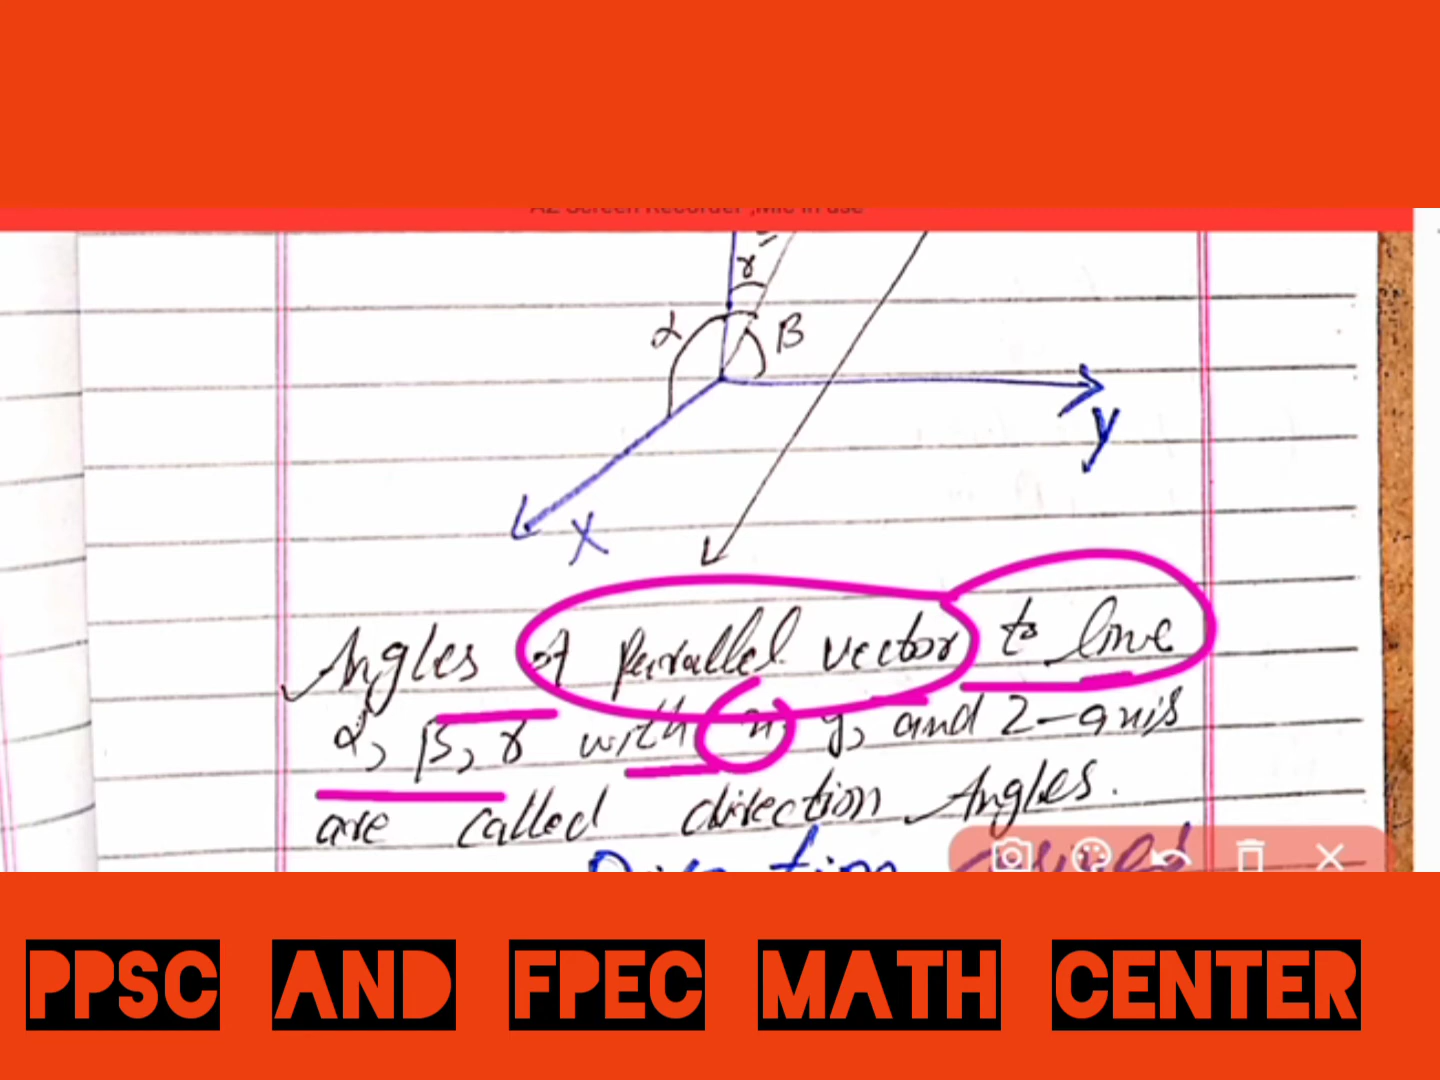 γ
α
β
y
X
Angles of Parallel vector to line
α, β, γ with x, y, and z-axis
are called direction Angles.
PPSC AND FPEC MATH CENTER